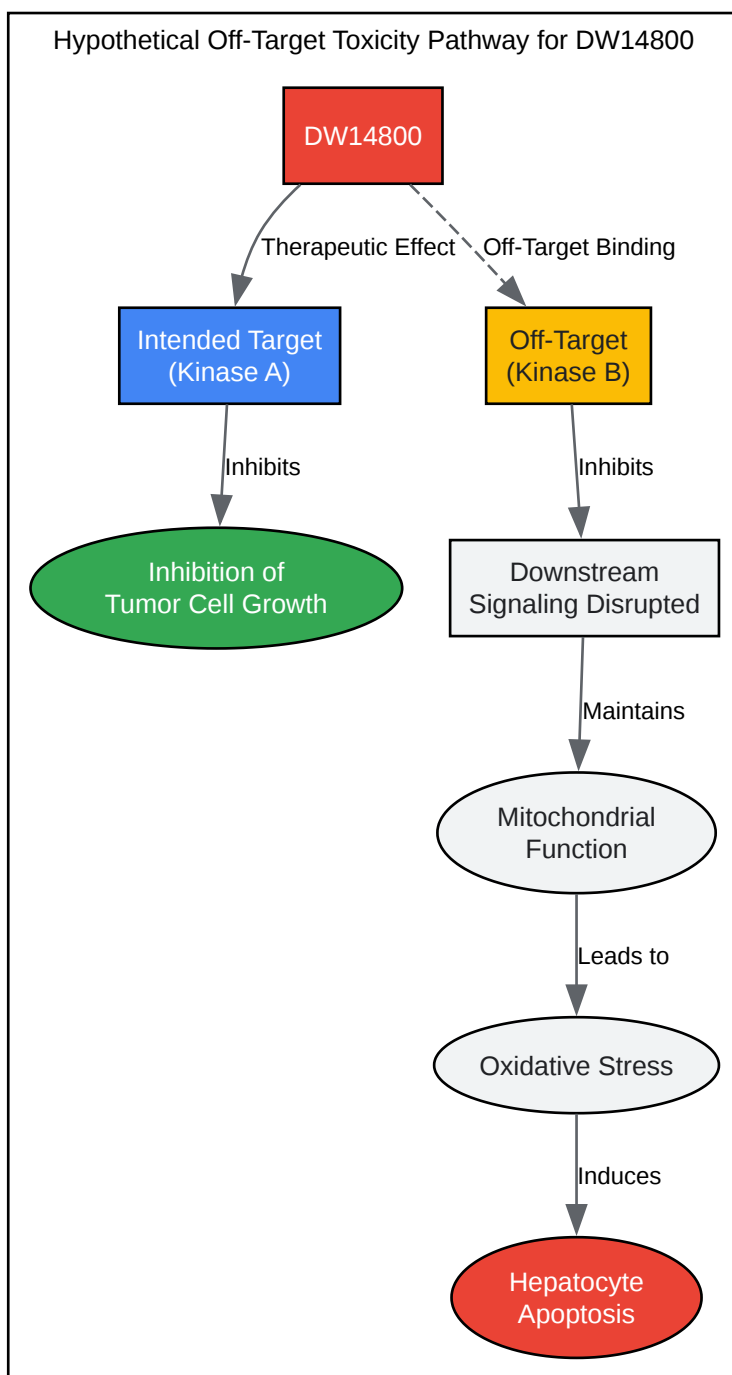 Hypothetical Off-Target Toxicity Pathway for DW14800
DW14800
Therapeutic Effect
Off-Target Binding
Intended Target
(Kinase A)
Off-Target
(Kinase B)
Inhibits
Inhibits
Inhibition of
Tumor Cell Growth
Downstream
Signaling Disrupted
Maintains
Mitochondrial
Function
Leads to
Oxidative Stress
Induces
Hepatocyte
Apoptosis